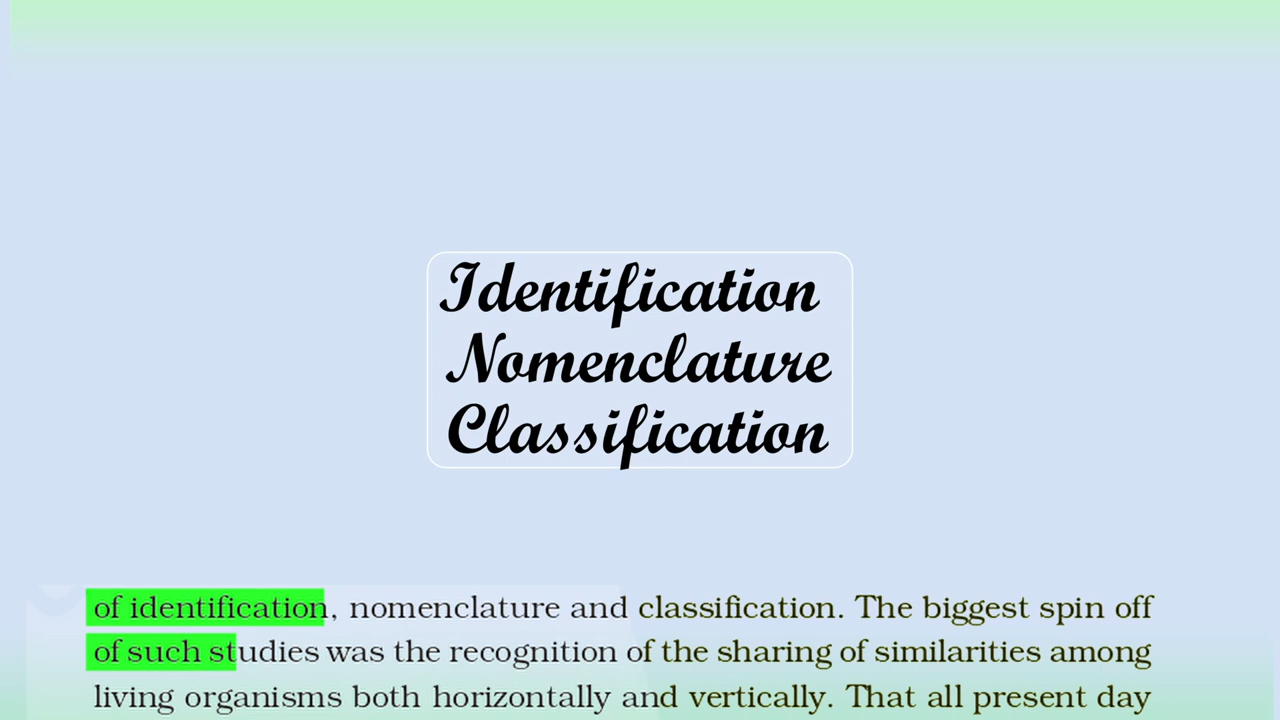 Identification
Nomenclature
Classification
of identification, nomenclature and classification. The biggest spin off
of such studies was the recognition of the sharing of similarities among
living organisms both horizontally and vertically. That all present day